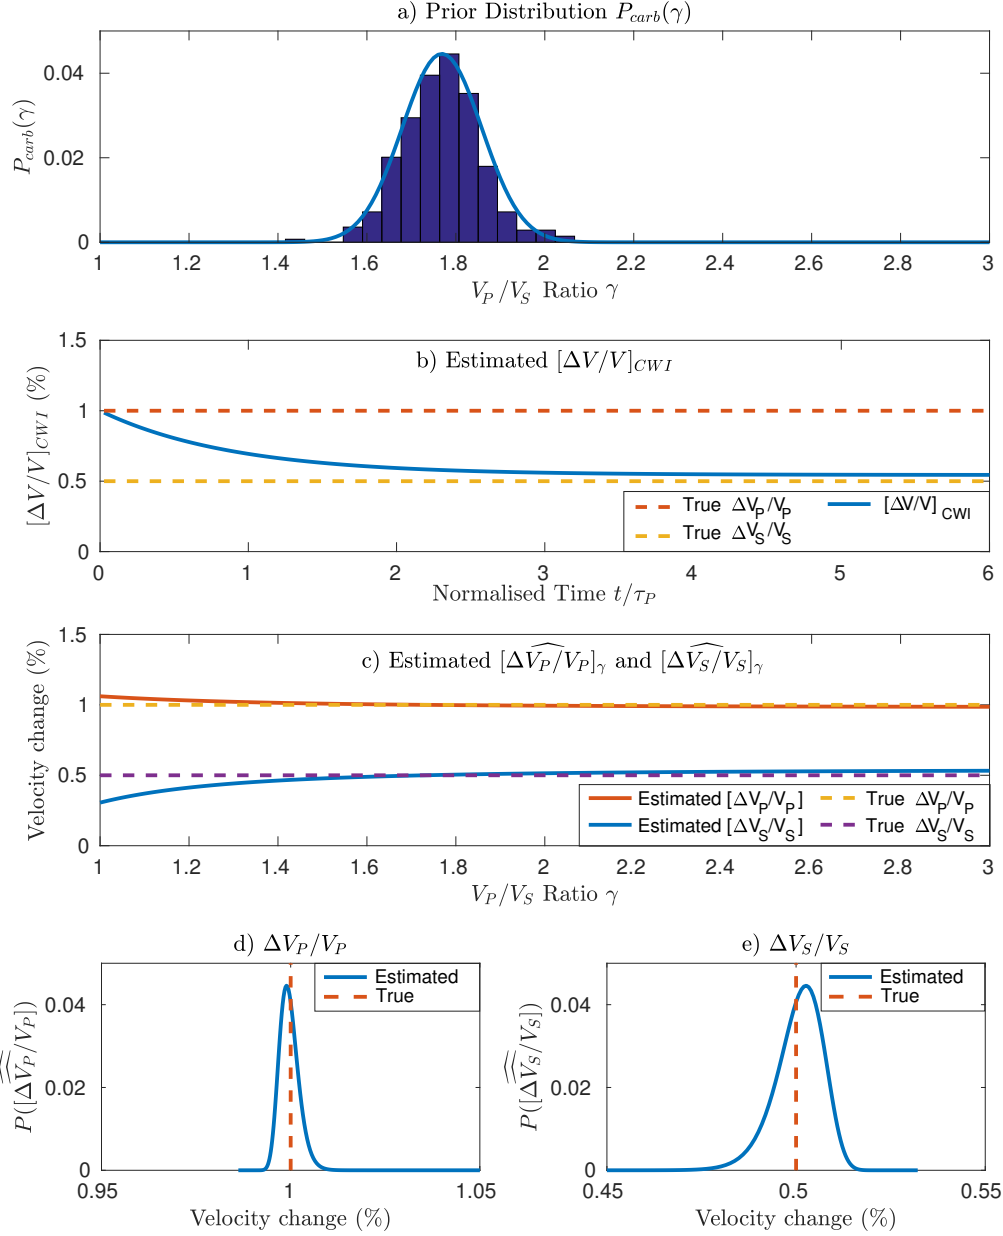 a) Prior Distribution P_carb(γ)
P_carb(γ)
0.04
0.02
0
1 1.2 1.4 1.6 1.8 2 2.2 2.4 2.6 2.8 3
V_P/V_S Ratio γ
b) Estimated [ΔV/V]_CWI
[ΔV/V]_CWI (%)
1.5
1
0.5
0
True ΔV_P/V_P [ΔV/V]_CWI
True ΔV_S/V_S
0 1 2 3 4 5 6
Normalised Time t/τ_P
c) Estimated [ΔV_P/V_P]_γ and [ΔV_S/V_S]_γ
Velocity change (%)
1.5
1
0.5
0
Estimated [ΔV_P/V_P] True ΔV_P/V_P
Estimated [ΔV_S/V_S] True ΔV_S/V_S
1 1.2 1.4 1.6 1.8 2 2.2 2.4 2.6 2.8 3
V_P/V_S Ratio γ
d) ΔV_P/V_P
P([ΔV_P/V_P])
0.04
0.02
0
Estimated
True
0.95 1 1.05
Velocity change (%)
e) ΔV_S/V_S
P([ΔV_S/V_S])
0.04
0.02
0
Estimated
True
0.45 0.5 0.55
Velocity change (%)